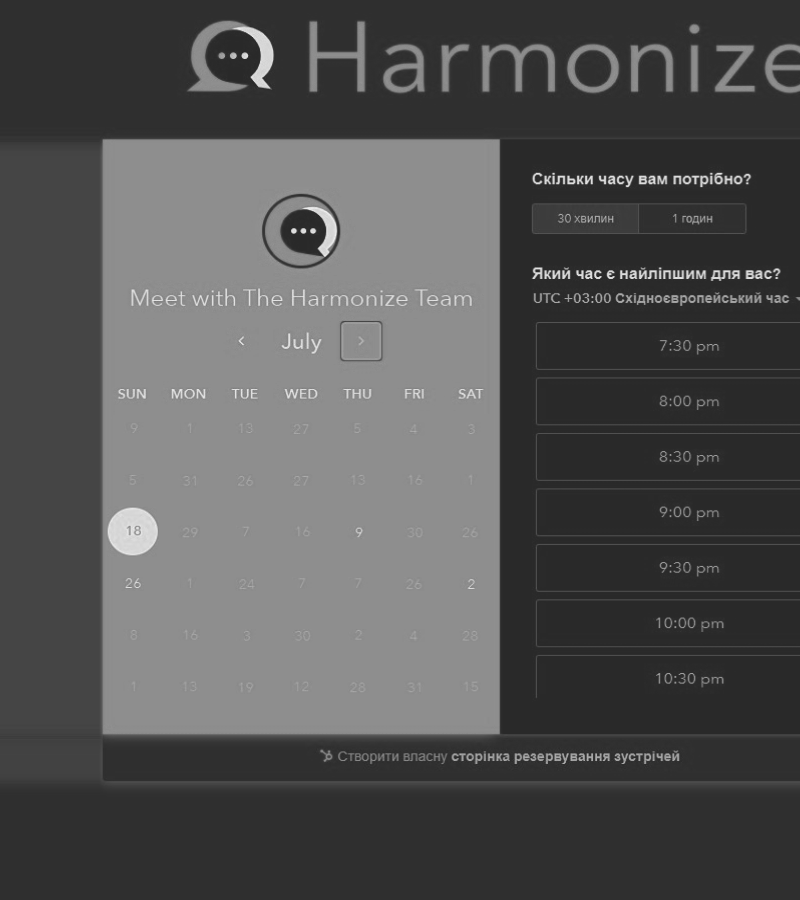 Harmonize
Meet with The Harmonize Team
July
SUN MON TUE WED THU FRI SAT
9 1 13 27 5 4 3
5 31 26 27 13 16 1
18 29 7 16 9 30 26
26 1 24 7 7 26 2
8 16 3 30 2 4 28
1 13 19 12 28 31 15
Скільки часу вам потрібно?
30 хвилин 1 годин
Який час є найліпшим для вас?
UTC +03:00 Східноєвропейський час
7:30 pm
8:00 pm
8:30 pm
9:00 pm
9:30 pm
10:00 pm
10:30 pm
Створити власну сторінка резервування зустрічей